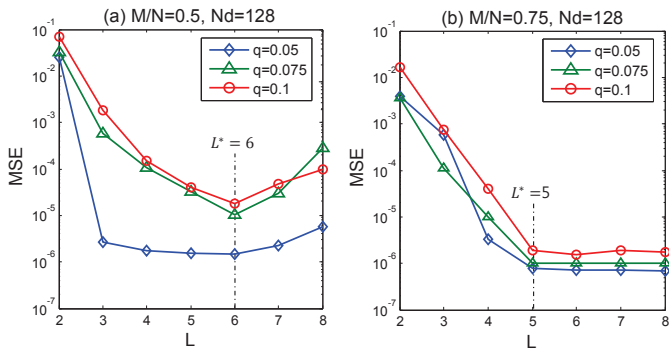 (a) M/N=0.5, Nd=128
10^-1
10^-2
10^-3
10^-4
10^-5
10^-6
10^-7
MSE
q=0.05
q=0.075
q=0.1
L* = 6
2 3 4 5 6 7 8
L
(b) M/N=0.75, Nd=128
10^-1
10^-2
10^-3
10^-4
10^-5
10^-6
10^-7
MSE
q=0.05
q=0.075
q=0.1
L* = 5
2 3 4 5 6 7 8
L